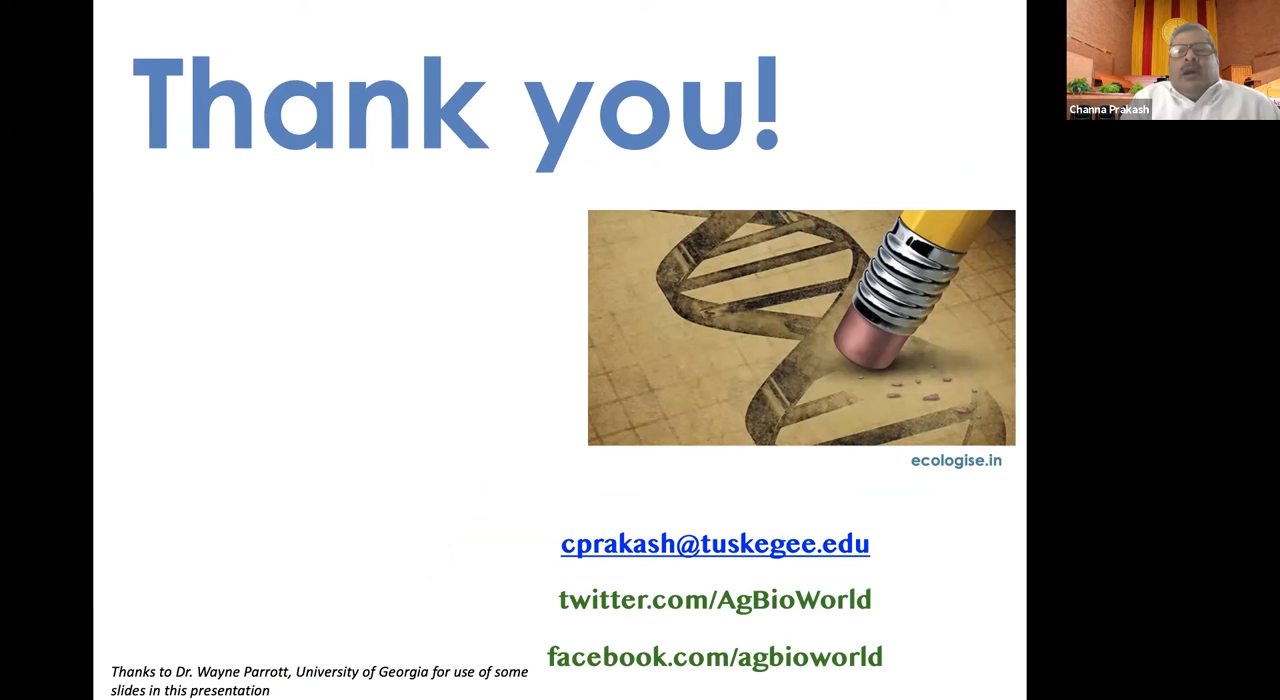 Thank you!
Channa Prakash
ecologise.in
cprakash@tuskegee.edu
twitter.com/AgBioWorld
facebook.com/agbioworld
Thanks to Dr. Wayne Parrott, University of Georgia for use of some
slides in this presentation